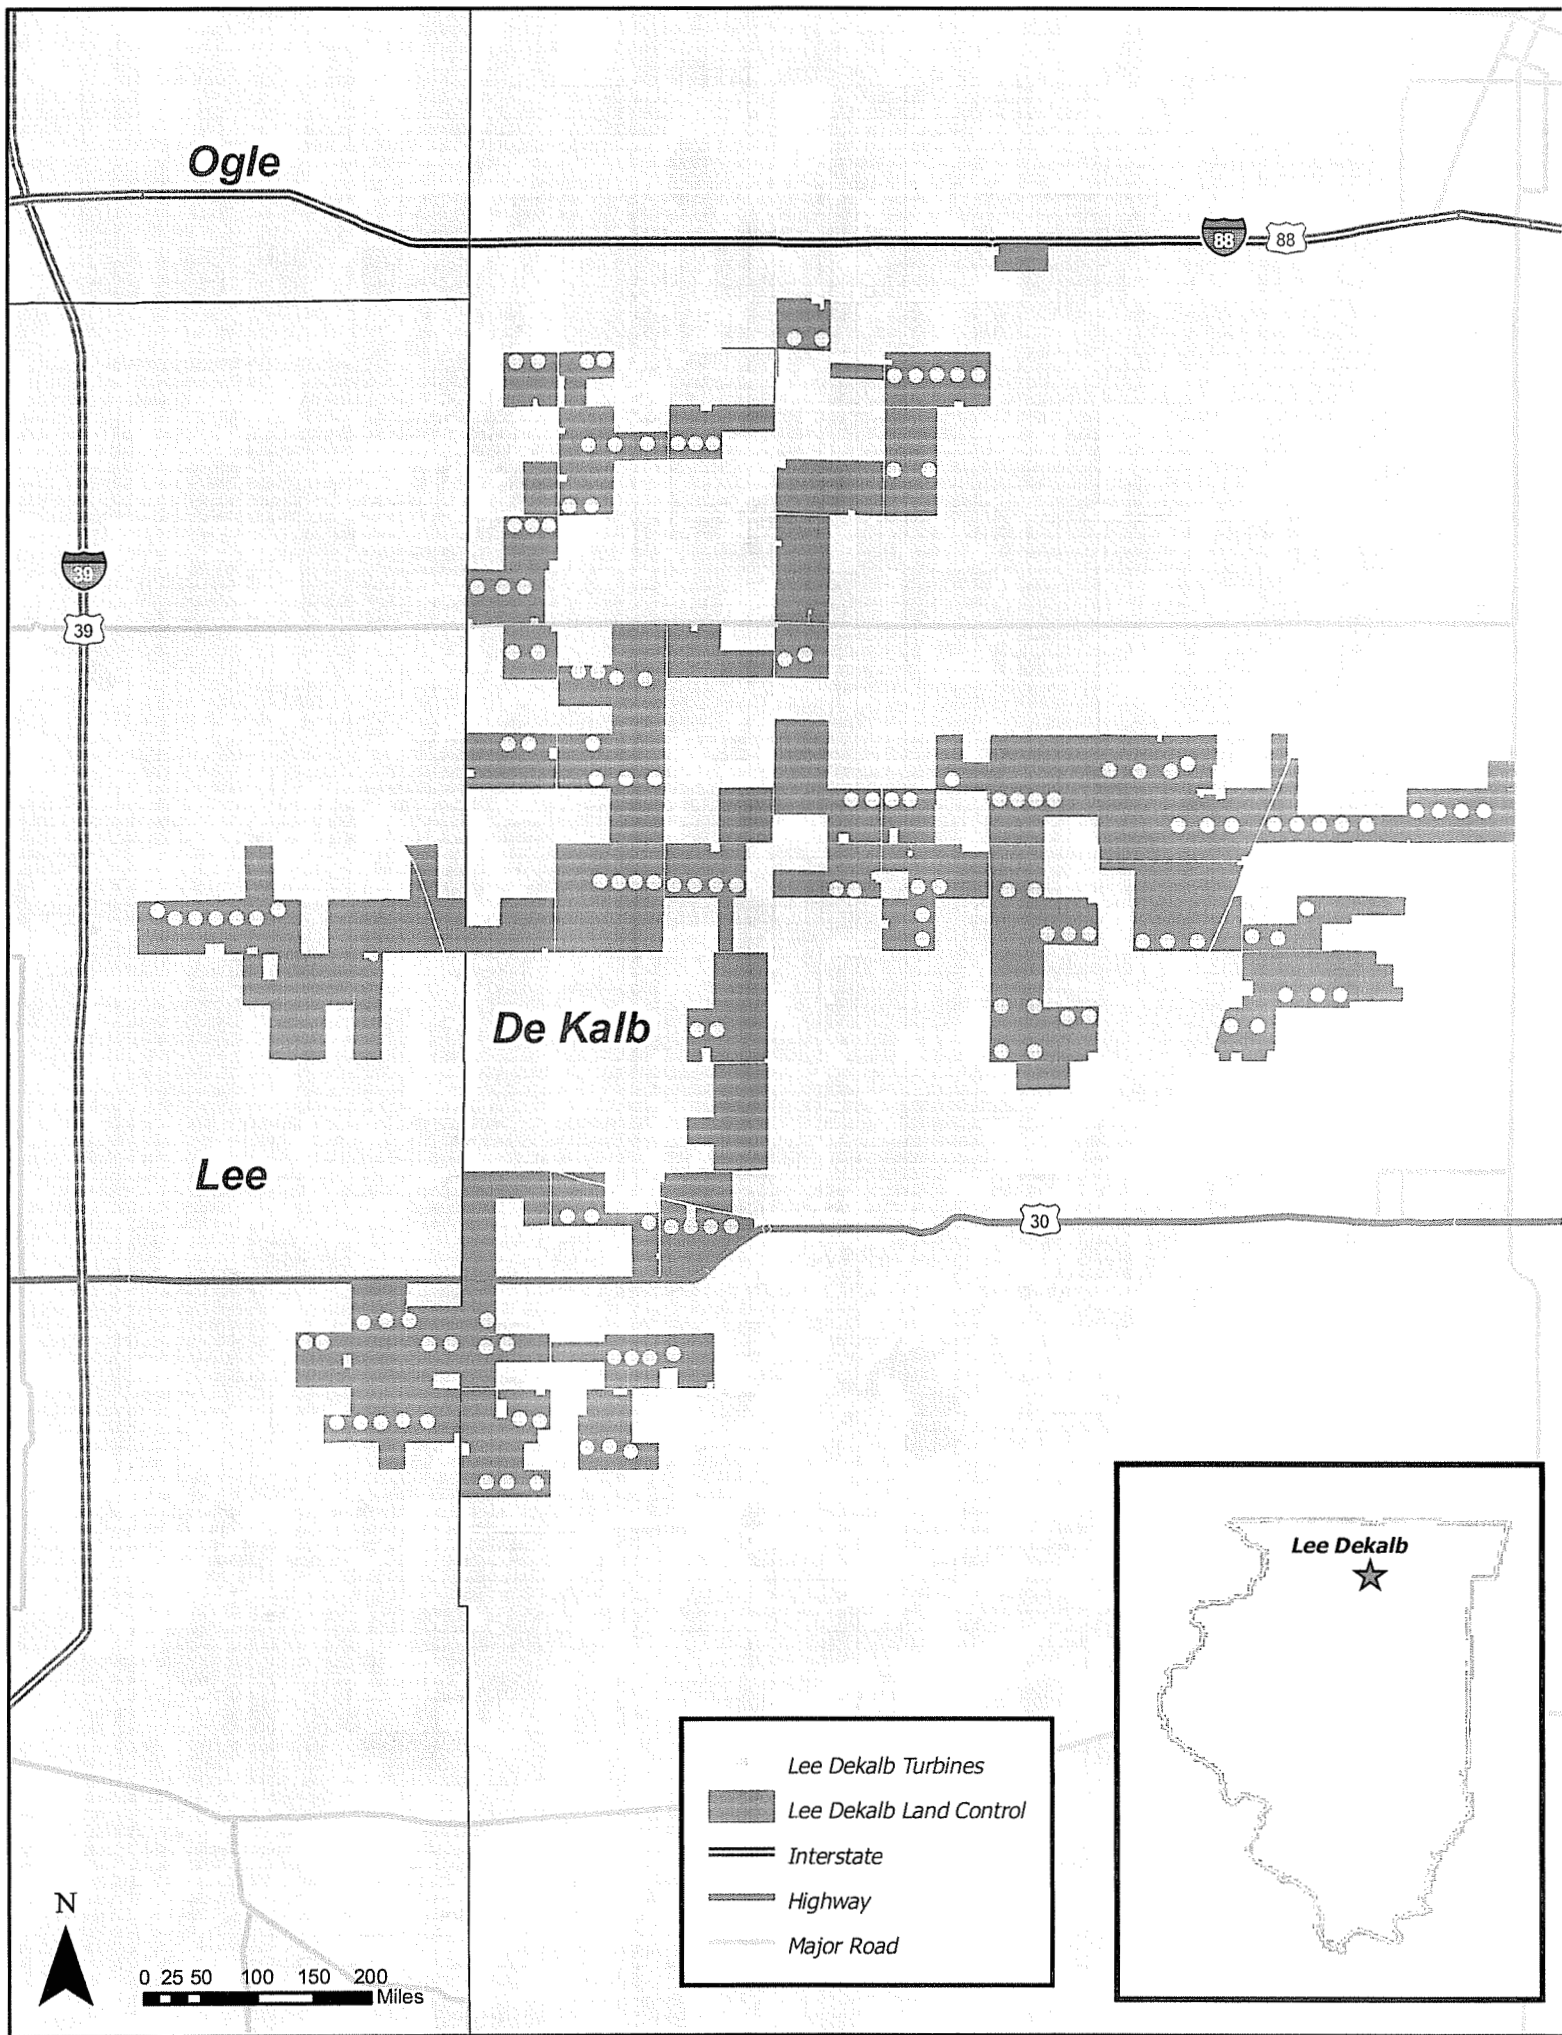 Ogle
88
88
39
39
De Kalb
Lee
30
Lee Dekalb
Lee Dekalb Turbines
Lee Dekalb Land Control
Interstate
Highway
Major Road
N
0 25 50 100 150 200
Miles